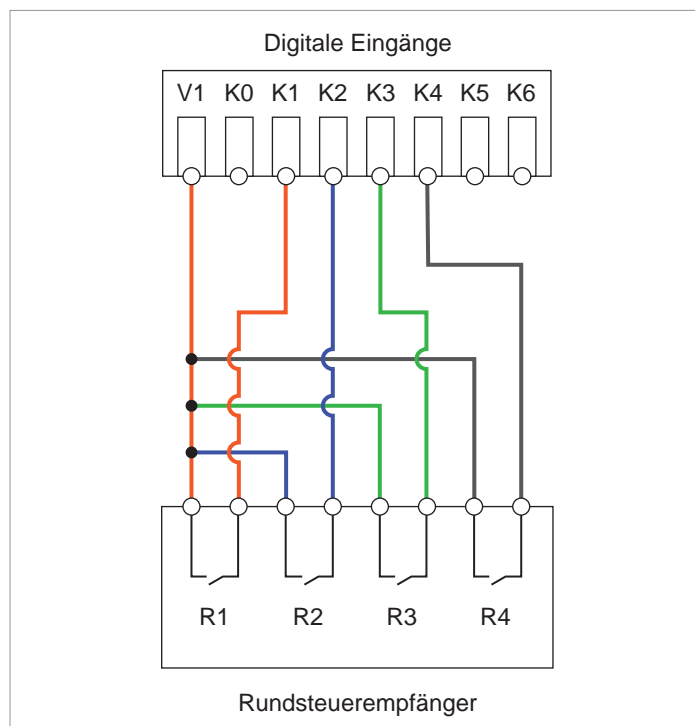 Digitale Eingänge
V1 K0 K1 K2 K3 K4 K5 K6
R1 R2 R3 R4
Rundsteuerempfänger